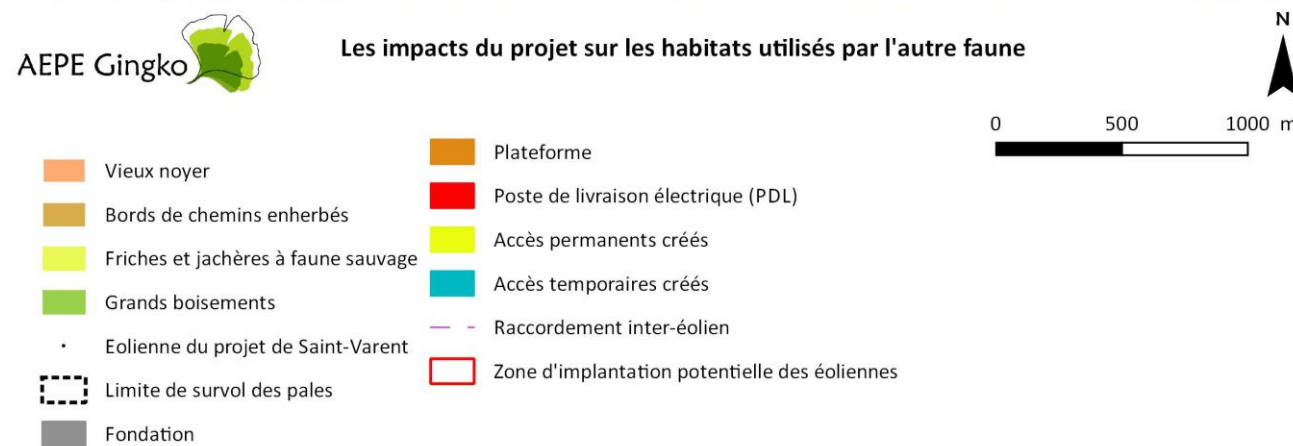 AEPE Gingko
Les impacts du projet sur les habitats utilisés par l'autre faune
N
0 500 1000 m
Vieux noyer
Bords de chemins enherbés
Friches et jachères à faune sauvage
Grands boisements
Eolienne du projet de Saint-Varent
Limite de survol des pales
Fondation
Plateforme
Poste de livraison électrique (PDL)
Accès permanents créés
Accès temporaires créés
Raccordement inter-éolien
Zone d'implantation potentielle des éoliennes